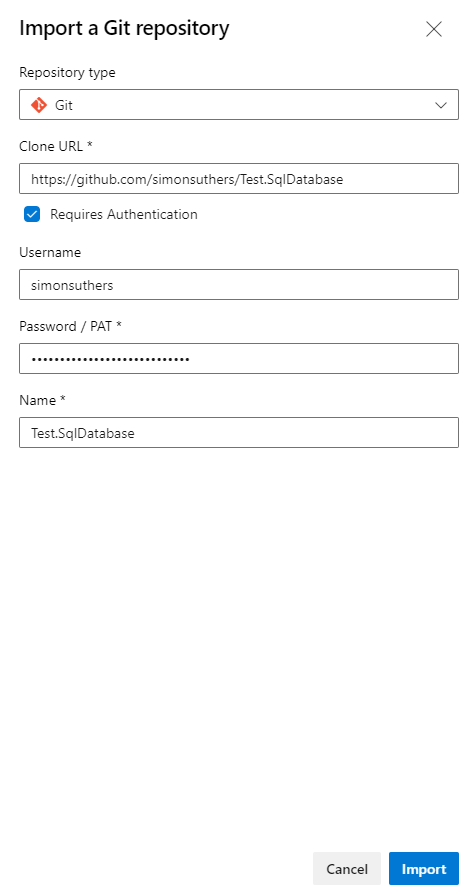 Import a Git repository
Repository type
Git
Clone URL *
https://github.com/simonsuthers/Test.SqlDatabase
Requires Authentication
Username
simonsuthers
Password / PAT *
••••••••••••••••••••••••••••
Name *
Test.SqlDatabase
Cancel
Import